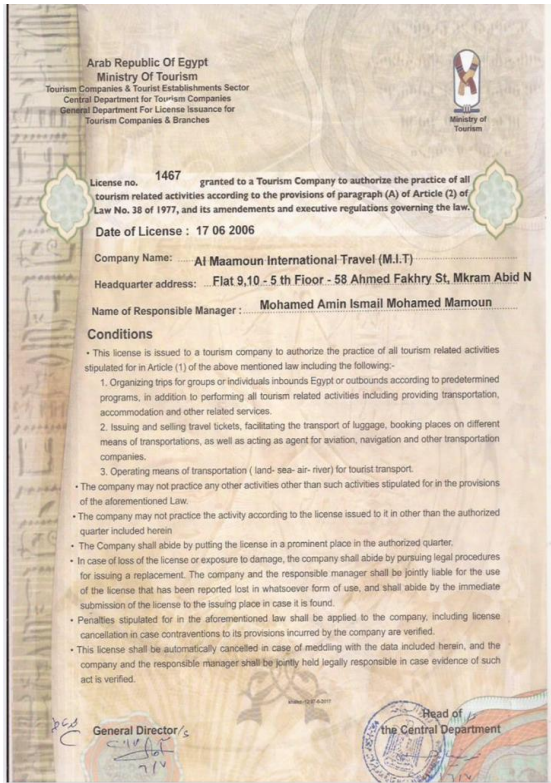 Arab Republic Of Egypt
Ministry Of Tourism
Tourism Companies & Tourist Establishments Sector
Central Department for Tourism Companies
General Department For License Issuance for
Tourism Companies & Branches
Ministry of
Tourism
License no. 1467 granted to a Tourism Company to authorize the practice of all
tourism related activities according to the provisions of paragraph (A) of Article (2) of
Law No. 38 of 1977, and its amendements and executive regulations governing the law.
Date of License : 17 06 2006
Company Name: Al Maamoun International Travel (M.I.T)
Headquarter address: Flat 9,10 - 5 th Floor - 58 Ahmed Fakhry St, Mkram Abid N
Name of Responsible Manager : Mohamed Amin Ismail Mohamed Mamoun
Conditions
• This license is issued to a tourism company to authorize the practice of all tourism related activities
stipulated for in Article (1) of the above mentioned law including the following:-
1. Organizing trips for groups or individuals inbounds Egypt or outbounds according to predetermined
programs, in addition to performing all tourism related activities including providing transportation,
accommodation and other related services.
2. Issuing and selling travel tickets, facilitating the transport of luggage, booking places on different
means of transportations, as well as acting as agent for aviation, navigation and other transportation
companies.
3. Operating means of transportation ( land- sea- air- river) for tourist transport.
• The company may not practice any other activities other than such activities stipulated for in the provisions
of the aforementioned Law.
• The company may not practice the activity according to the license issued to it in other than the authorized
quarter included herein
• The Company shall abide by putting the license in a prominent place in the authorized quarter.
• In case of loss of the license or exposure to damage, the company shall abide by pursuing legal procedures
for issuing a replacement. The company and the responsible manager shall be jointly liable for the use
of the license that has been reported lost in whatsoever form of use, and shall abide by the immediate
submission of the license to the issuing place in case it is found.
• Penalties stipulated for in the aforementioned law shall be applied to the company, including license
cancellation in case contraventions to its provisions incurred by the company are verified.
• This license shall be automatically cancelled in case of meddling with the data included herein, and the
company and the responsible manager shall be jointly held legally responsible in case evidence of such
act is verified.
General Director/s
Head of
the Central Department